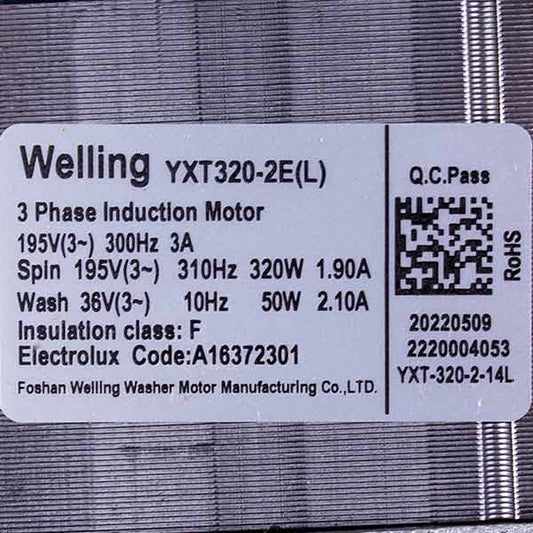 Welling YXT320-2E(L)
3 Phase Induction Motor
195V(3~) 300Hz 3A
Spin 195V(3~) 310Hz 320W 1.90A
Wash 36V(3~) 10Hz 50W 2.10A
Insulation class: F
Electrolux Code:A16372301
Foshan Welling Washer Motor Manufacturing Co.,LTD.
Q.C.Pass
RoHS
20220509
2220004053
YXT-320-2-14L